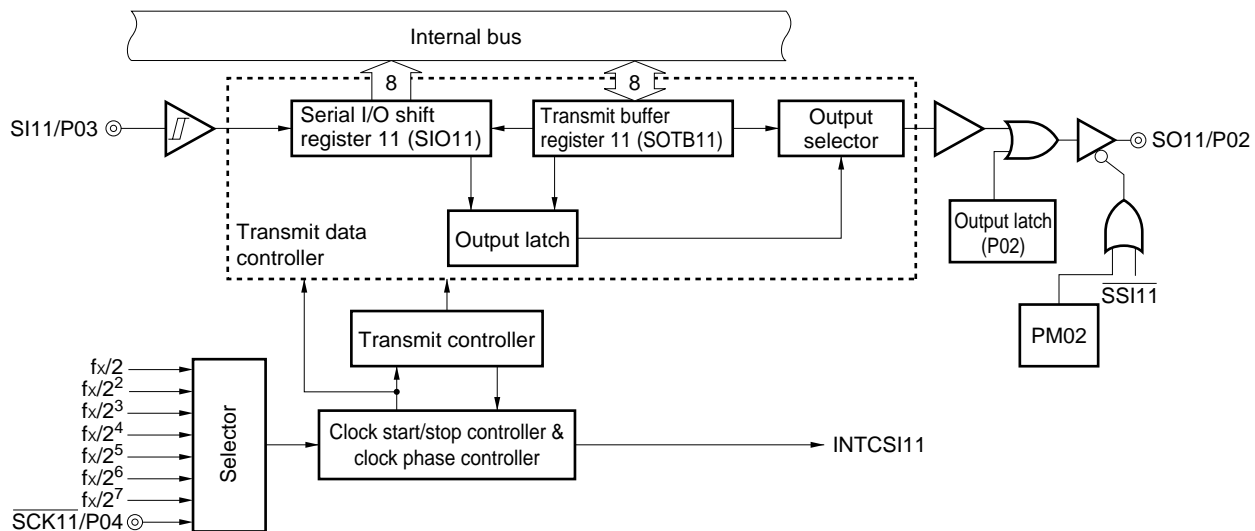 Internal bus
8
8
SI11/P03
Serial I/O shift
register 11 (SIO11)
Transmit buffer
register 11 (SOTB11)
Output
selector
SO11/P02
Transmit data
controller
Output latch
Output latch
(P02)
SSI11
PM02
Transmit controller
fx/2
fx/2²
fx/2³
fx/2⁴
fx/2⁵
fx/2⁶
fx/2⁷
SCK11/P04
Selector
Clock start/stop controller &
clock phase controller
INTCSI11